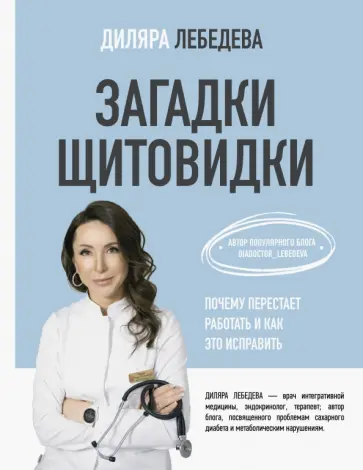 ДИЛЯРА ЛЕБЕДЕВА
ЗАГАДКИ
ЩИТОВИДКИ
АВТОР ПОПУЛЯРНОГО БЛОГА
DIADOCTOR_LEBEDEVA
ПОЧЕМУ ПЕРЕСТАЕТ
РАБОТАТЬ И КАК
ЭТО ИСПРАВИТЬ
ДИЛЯРА ЛЕБЕДЕВА — врач интегративной
медицины, эндокринолог, терапевт; автор
блога, посвященного проблемам сахарного
диабета и метаболическим нарушениям.